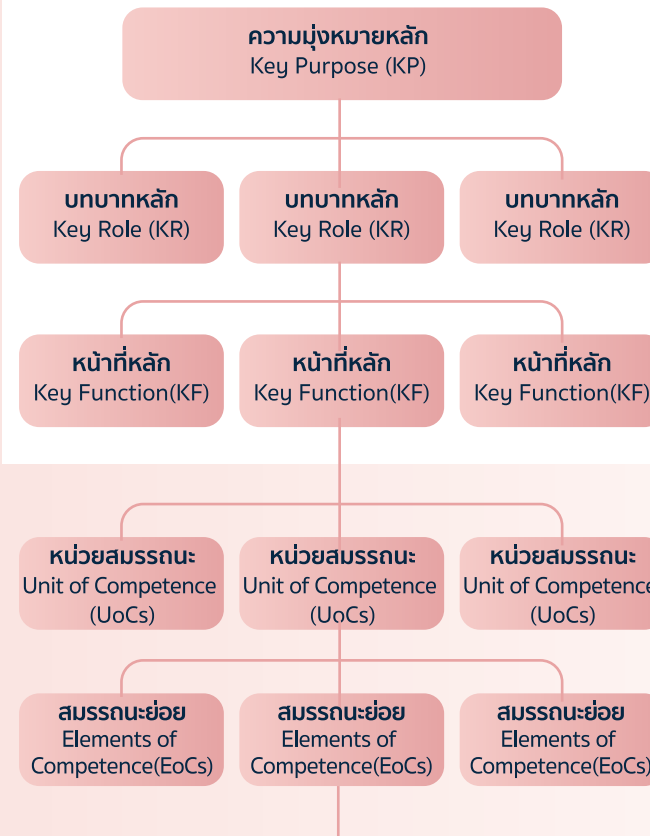 ความมุ่งหมายหลัก
Key Purpose (KP)
บทบาทหลัก
Key Role (KR)
บทบาทหลัก
Key Role (KR)
บทบาทหลัก
Key Role (KR)
หน้าที่หลัก
Key Function(KF)
หน้าที่หลัก
Key Function(KF)
หน้าที่หลัก
Key Function(KF)
หน่วยสมรรถนะ
Unit of Competence
(UoCs)
หน่วยสมรรถนะ
Unit of Competence
(UoCs)
หน่วยสมรรถนะ
Unit of Competence
(UoCs)
สมรรถนะย่อย
Elements of
Competence(EoCs)
สมรรถนะย่อย
Elements of
Competence(EoCs)
สมรรถนะย่อย
Elements of
Competence(EoCs)